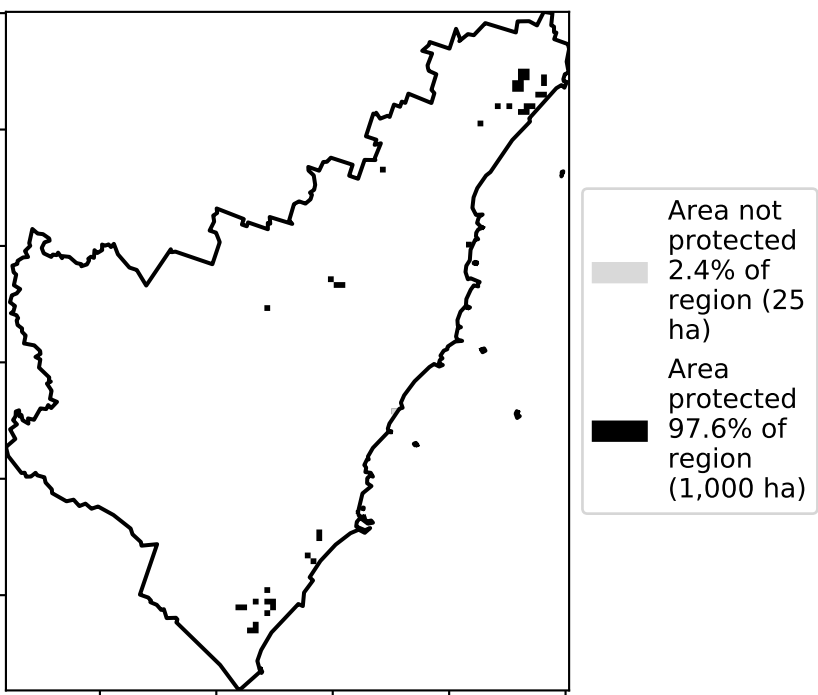 Area not
protected
2.4% of
region (25
ha)
Area
protected
97.6% of
region
(1,000 ha)